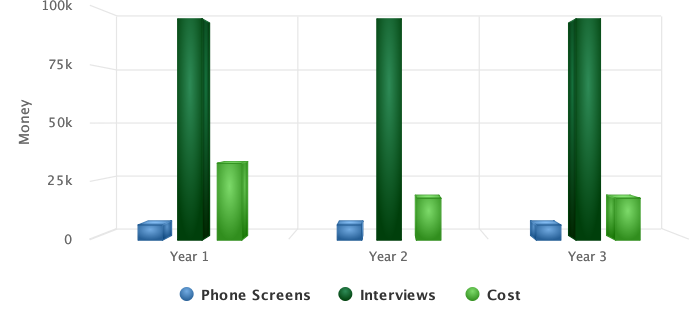 100k
75k
50k
25k
0
Money
Year 1 Year 2 Year 3
Phone Screens Interviews Cost